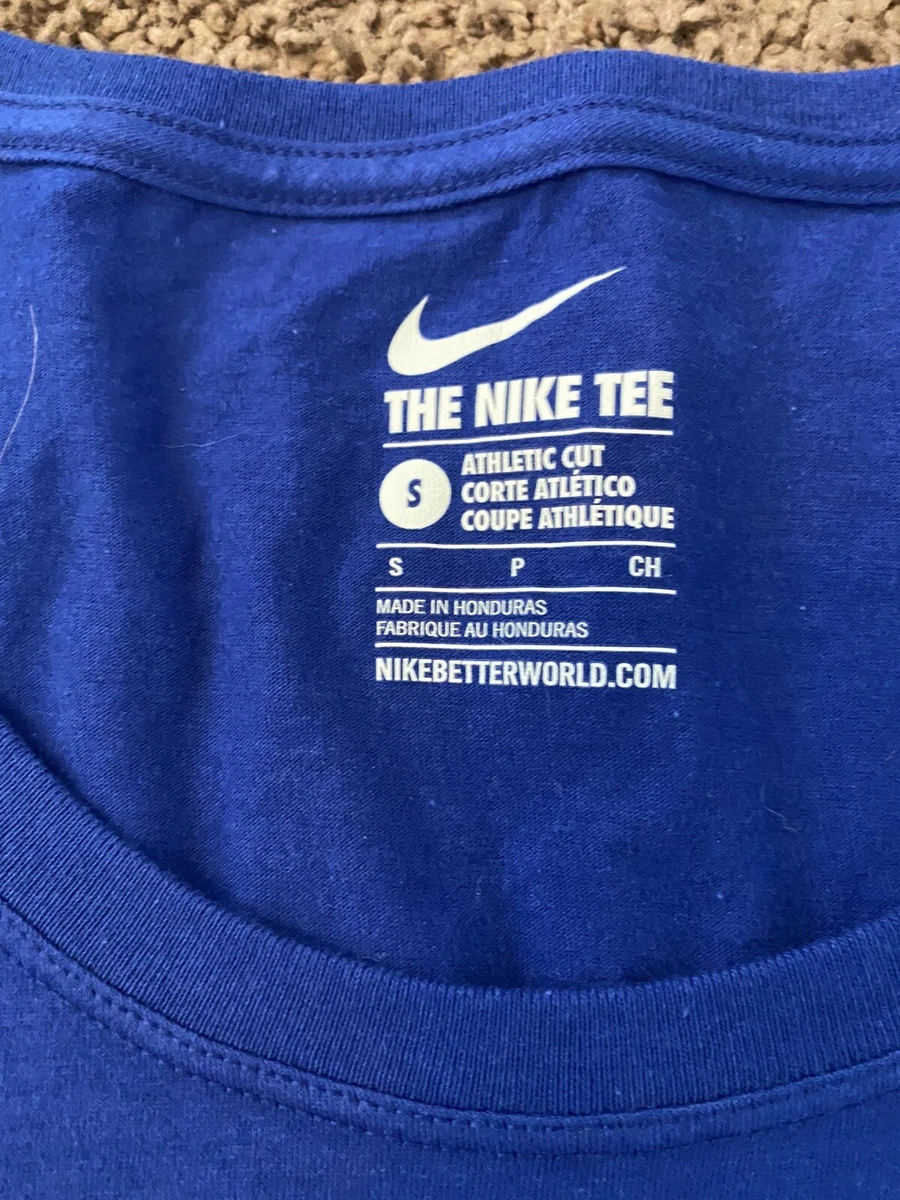 THE NIKE TEE
S
ATHLETIC CUT
CORTE ATLÉTICO
COUPE ATHLÉTIQUE
S P CH
MADE IN HONDURAS
FABRIQUE AU HONDURAS
NIKEBETTERWORLD.COM